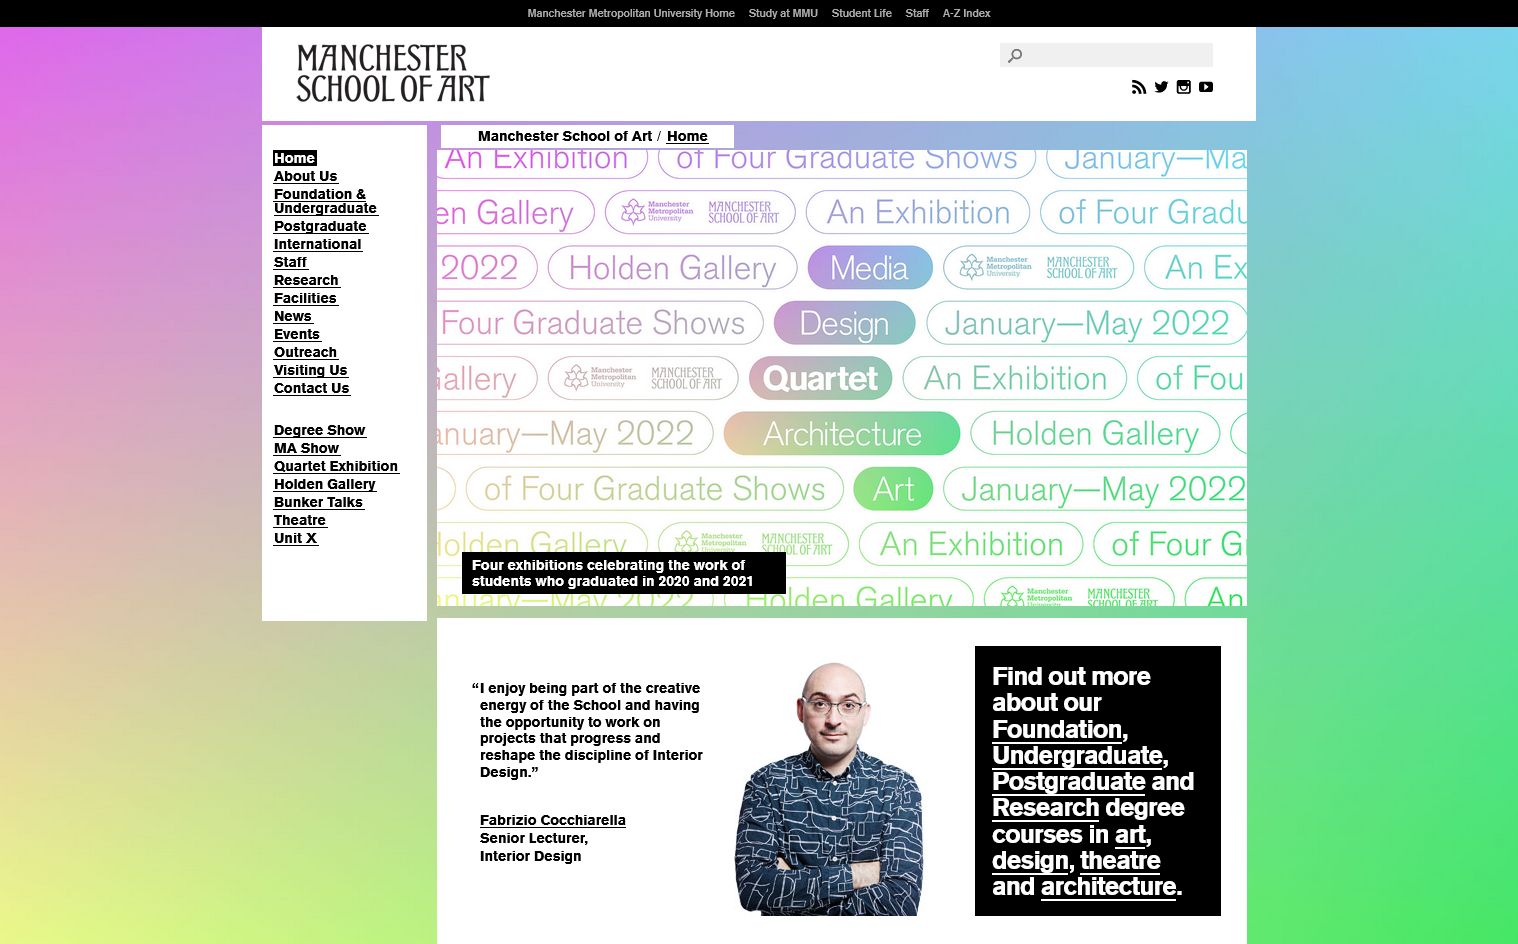 Manchester Metropolitan University Home Study at MMU Student Life Staff A-Z Index
MANCHESTER
SCHOOL OF ART
Manchester School of Art / Home
Home
About Us
Foundation &
Undergraduate
Postgraduate
International
Staff
Research
Facilities
News
Events
Outreach
Visiting Us
Contact Us
Degree Show
MA Show
Quartet Exhibition
Holden Gallery
Bunker Talks
Theatre
Unit X
An Exhibition of Four Graduate Shows January—Ma
en Gallery Manchester Metropolitan University MANCHESTER SCHOOL OF ART An Exhibition of Four Gradu
2022 Holden Gallery Media Manchester Metropolitan University MANCHESTER SCHOOL OF ART An Ex
Four Graduate Shows Design January—May 2022
Gallery Manchester Metropolitan University MANCHESTER SCHOOL OF ART Quartet An Exhibition of Fou
anuary—May 2022 Architecture Holden Gallery
of Four Graduate Shows Art January—May 2022
Holden Gallery Manchester Metropolitan University MANCHESTER SCHOOL OF ART An Exhibition of Four G
anuary—May 2022 Holden Gallery Manchester Metropolitan University MANCHESTER SCHOOL OF ART An
Four exhibitions celebrating the work of
students who graduated in 2020 and 2021
“I enjoy being part of the creative
energy of the School and having
the opportunity to work on
projects that progress and
reshape the discipline of Interior
Design.”
Fabrizio Cocchiarella
Senior Lecturer,
Interior Design
Find out more
about our
Foundation,
Undergraduate,
Postgraduate and
Research degree
courses in art,
design, theatre
and architecture.